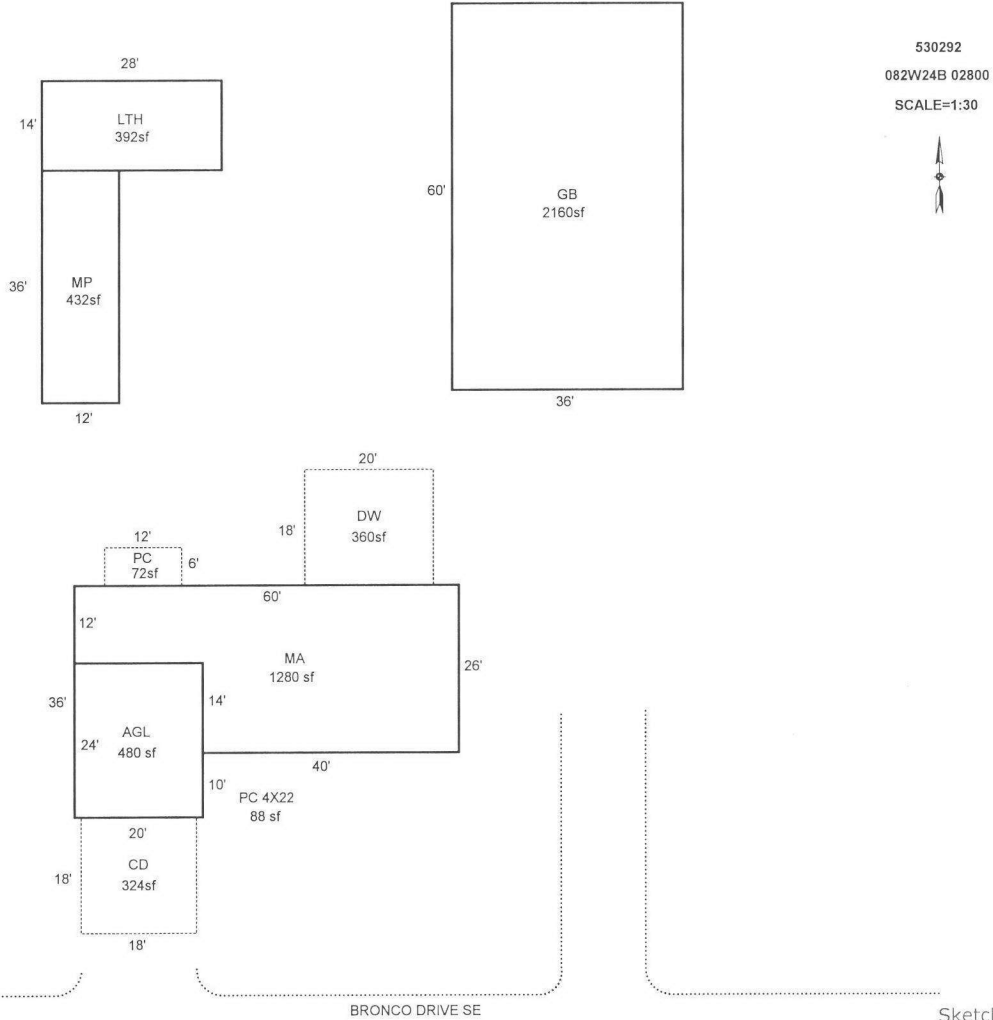 530292
082W24B 02800
SCALE=1:30
28'
14'
LTH
392sf
36'
MP
432sf
12'
60'
GB
2160sf
36'
20'
18'
DW
360sf
12'
PC
72sf
6'
60'
12'
MA
1280 sf
26'
36'
14'
AGL
480 sf
24'
40'
10'
PC 4X22
88 sf
20'
CD
324sf
18'
18'
BRONCO DRIVE SE